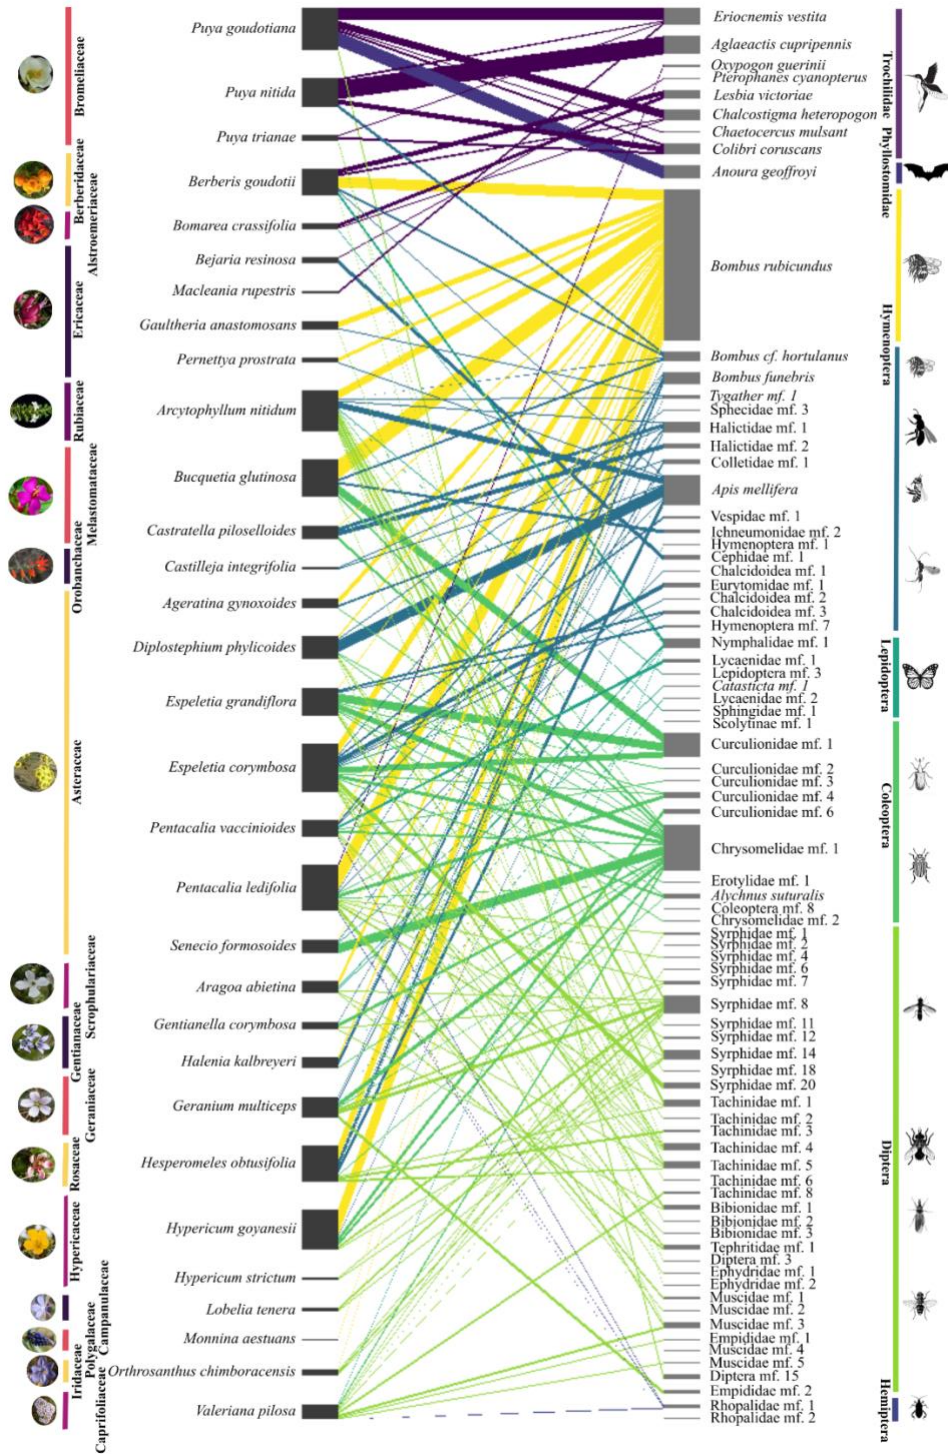 Bromeliaceae
Berberidaceae
Alstroemeriaceae
Ericaceae
Rubiaceae
Melastomataceae
Orobanchaceae
Asteraceae
Scrophulariaceae
Gentianaceae
Geraniaceae
Rosaceae
Hypericaceae
Campanulaceae
Polygalaceae
Iridaceae
Caprifoliaceae
Puya goudotiana
Puya nitida
Puya trianae
Berberis goudotii
Bomarea crassifolia
Bejaria resinosa
Macleania rupestris
Gaultheria anastomosans
Pernettya prostrata
Arcytophyllum nitidum
Bucquetia glutinosa
Castratella piloselloides
Castilleja integrifolia
Ageratina gynoxoides
Diplostephium phylicoides
Espeletia grandiflora
Espeletia corymbosa
Pentacalia vaccinioides
Pentacalia ledifolia
Senecio formosoides
Aragoa abietina
Gentianella corymbosa
Halenia kalbreyeri
Geranium multiceps
Hesperomeles obtusifolia
Hypericum goyanesii
Hypericum strictum
Lobelia tenera
Monnina aestuans
Orthrosanthus chimboracensis
Valeriana pilosa
Eriocnemis vestita
Aglaeactis cupripennis
Oxypogon guerinii
Pterophanes cyanopterus
Lesbia victoriae
Chalcostigma heteropogon
Chaetocercus mulsant
Colibri coruscans
Anoura geoffroyi
Bombus rubicundus
Bombus cf. hortulanus
Bombus funebris
Tygather mf. 1
Sphecidae mf. 3
Halictidae mf. 1
Halictidae mf. 2
Colletidae mf. 1
Apis mellifera
Vespidae mf. 1
Ichneumonidae mf. 2
Hymenoptera mf. 1
Cephidae mf. 1
Chalcidoidea mf. 1
Eurytomidae mf. 1
Chalcidoidea mf. 2
Chalcidoidea mf. 3
Hymenoptera mf. 7
Nymphalidae mf. 1
Lycaenidae mf. 1
Lepidoptera mf. 3
Catasticta mf. 1
Lycaenidae mf. 2
Sphingidae mf. 1
Scolytinae mf. 1
Curculionidae mf. 1
Curculionidae mf. 2
Curculionidae mf. 3
Curculionidae mf. 4
Curculionidae mf. 6
Chrysomelidae mf. 1
Erotylidae mf. 1
Alychnus suturalis
Coleoptera mf. 8
Chrysomelidae mf. 2
Syrphidae mf. 1
Syrphidae mf. 2
Syrphidae mf. 4
Syrphidae mf. 6
Syrphidae mf. 7
Syrphidae mf. 8
Syrphidae mf. 11
Syrphidae mf. 12
Syrphidae mf. 14
Syrphidae mf. 18
Syrphidae mf. 20
Tachinidae mf. 1
Tachinidae mf. 2
Tachinidae mf. 3
Tachinidae mf. 4
Tachinidae mf. 5
Tachinidae mf. 6
Tachinidae mf. 8
Bibionidae mf. 1
Bibionidae mf. 2
Bibionidae mf. 3
Tephritidae mf. 1
Diptera mf. 3
Ephydridae mf. 1
Ephydridae mf. 2
Muscidae mf. 1
Muscidae mf. 2
Muscidae mf. 3
Empididae mf. 1
Muscidae mf. 4
Muscidae mf. 5
Diptera mf. 15
Empididae mf. 2
Rhopalidae mf. 1
Rhopalidae mf. 2
Trochilidae
Phyllostomidae
Hymenoptera
Lepidoptera
Coleoptera
Diptera
Hemiptera